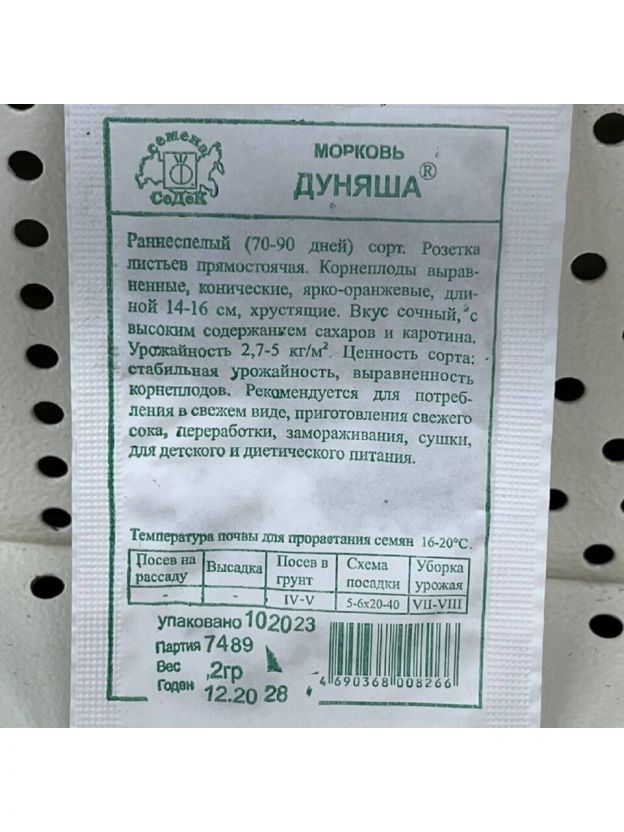 семена
СоДеК
МОРКОВЬ
ДУНЯША®
Раннеспелый (70-90 дней) сорт. Розетка
листьев прямостоячая. Корнеплоды вырав-
ненные, конические, ярко-оранжевые, дли-
ной 14-16 см, хрустящие. Вкус сочный, с
высоким содержанием сахаров и каротина.
Урожайность 2,7-5 кг/м². Ценность сорта:
стабильная урожайность, выравненность
корнеплодов. Рекомендуется для потреб-
ления в свежем виде, приготовления свежего
сока, переработки, замораживания, сушки,
для детского и диетического питания.
Температура почвы для прорастания семян 16-20°С.
Посев на рассаду Высадка Посев в грунт Схема посадки Уборка урожая
- - IV-V 5-6х20-40 VII-VIII
упаковано 102023
Партия 7489
Вес 2гр
Годен 12.20 28
4 690368 008266